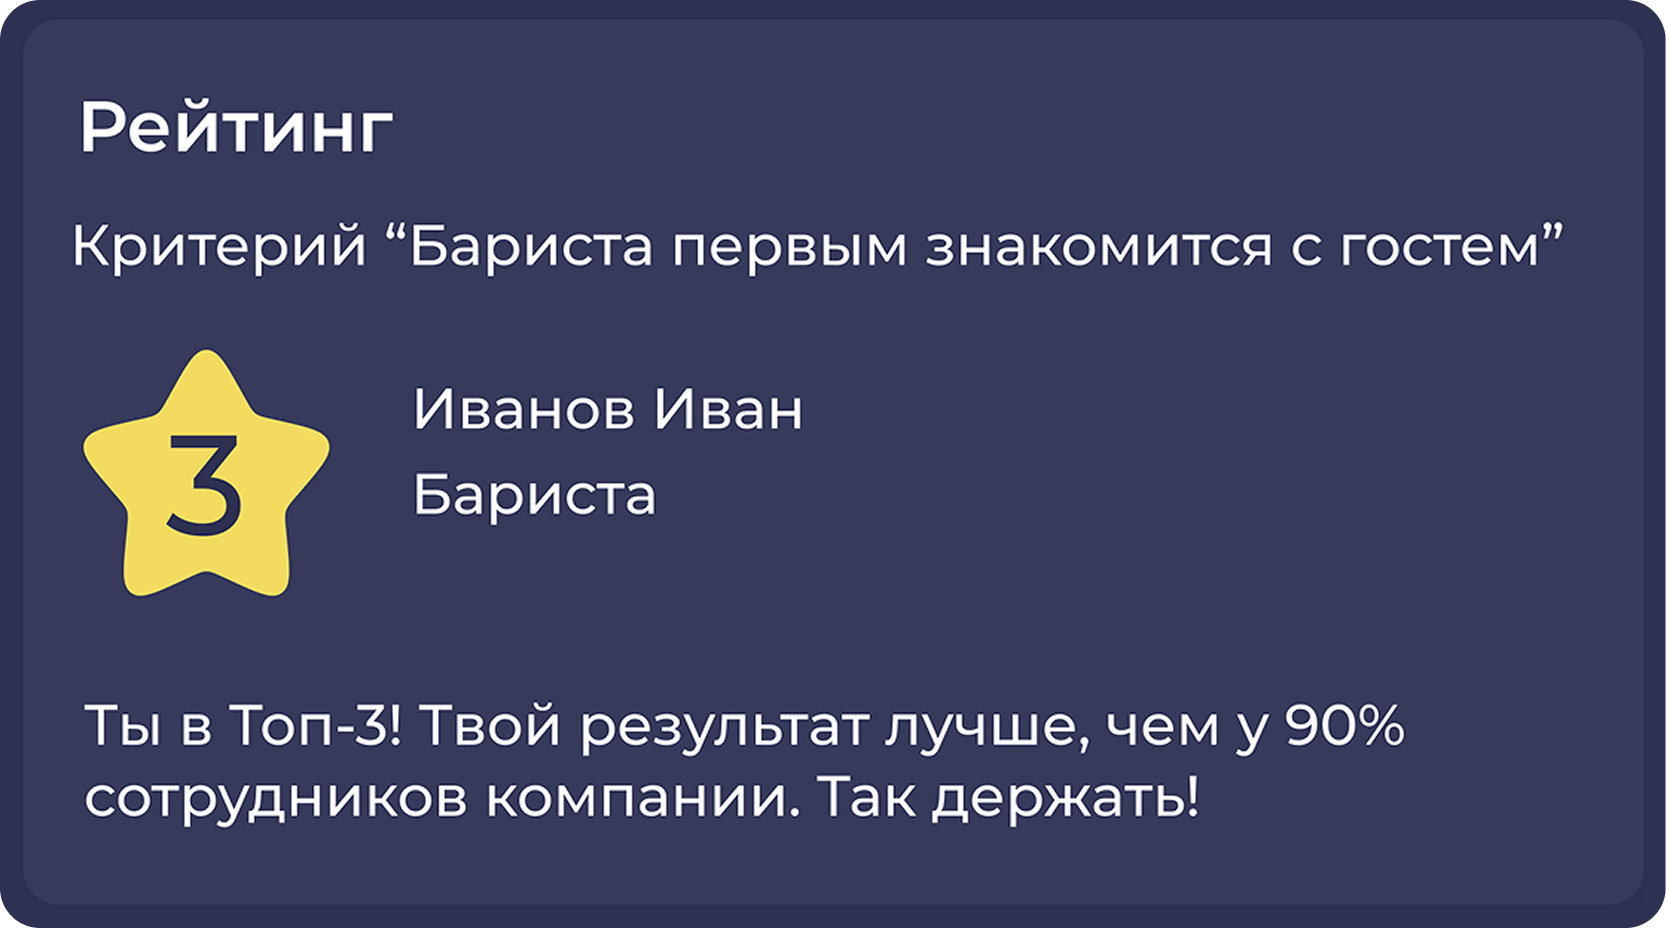 Рейтинг
Критерий “Бариста первым знакомится с гостем”
3
Иванов Иван
Бариста
Ты в Топ-3! Твой результат лучше, чем у 90%
сотрудников компании. Так держать!